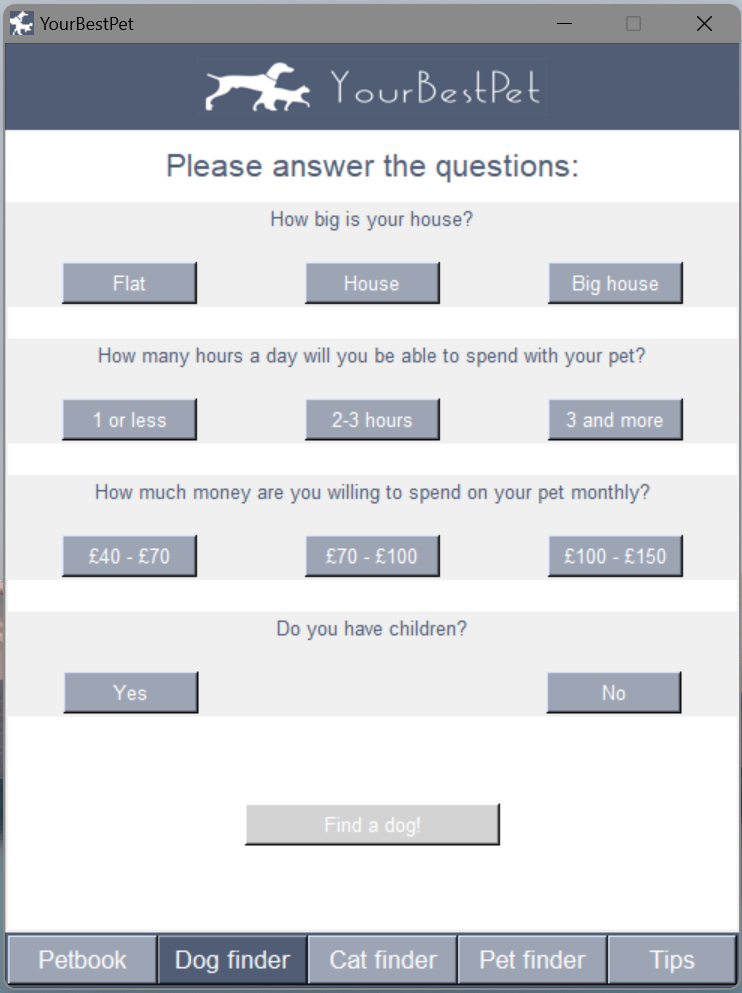 YourBestPet
YourBestPet
Please answer the questions:
How big is your house?
Flat House Big house
How many hours a day will you be able to spend with your pet?
1 or less 2-3 hours 3 and more
How much money are you willing to spend on your pet monthly?
£40 - £70 £70 - £100 £100 - £150
Do you have children?
Yes No
Find a dog!
Petbook Dog finder Cat finder Pet finder Tips